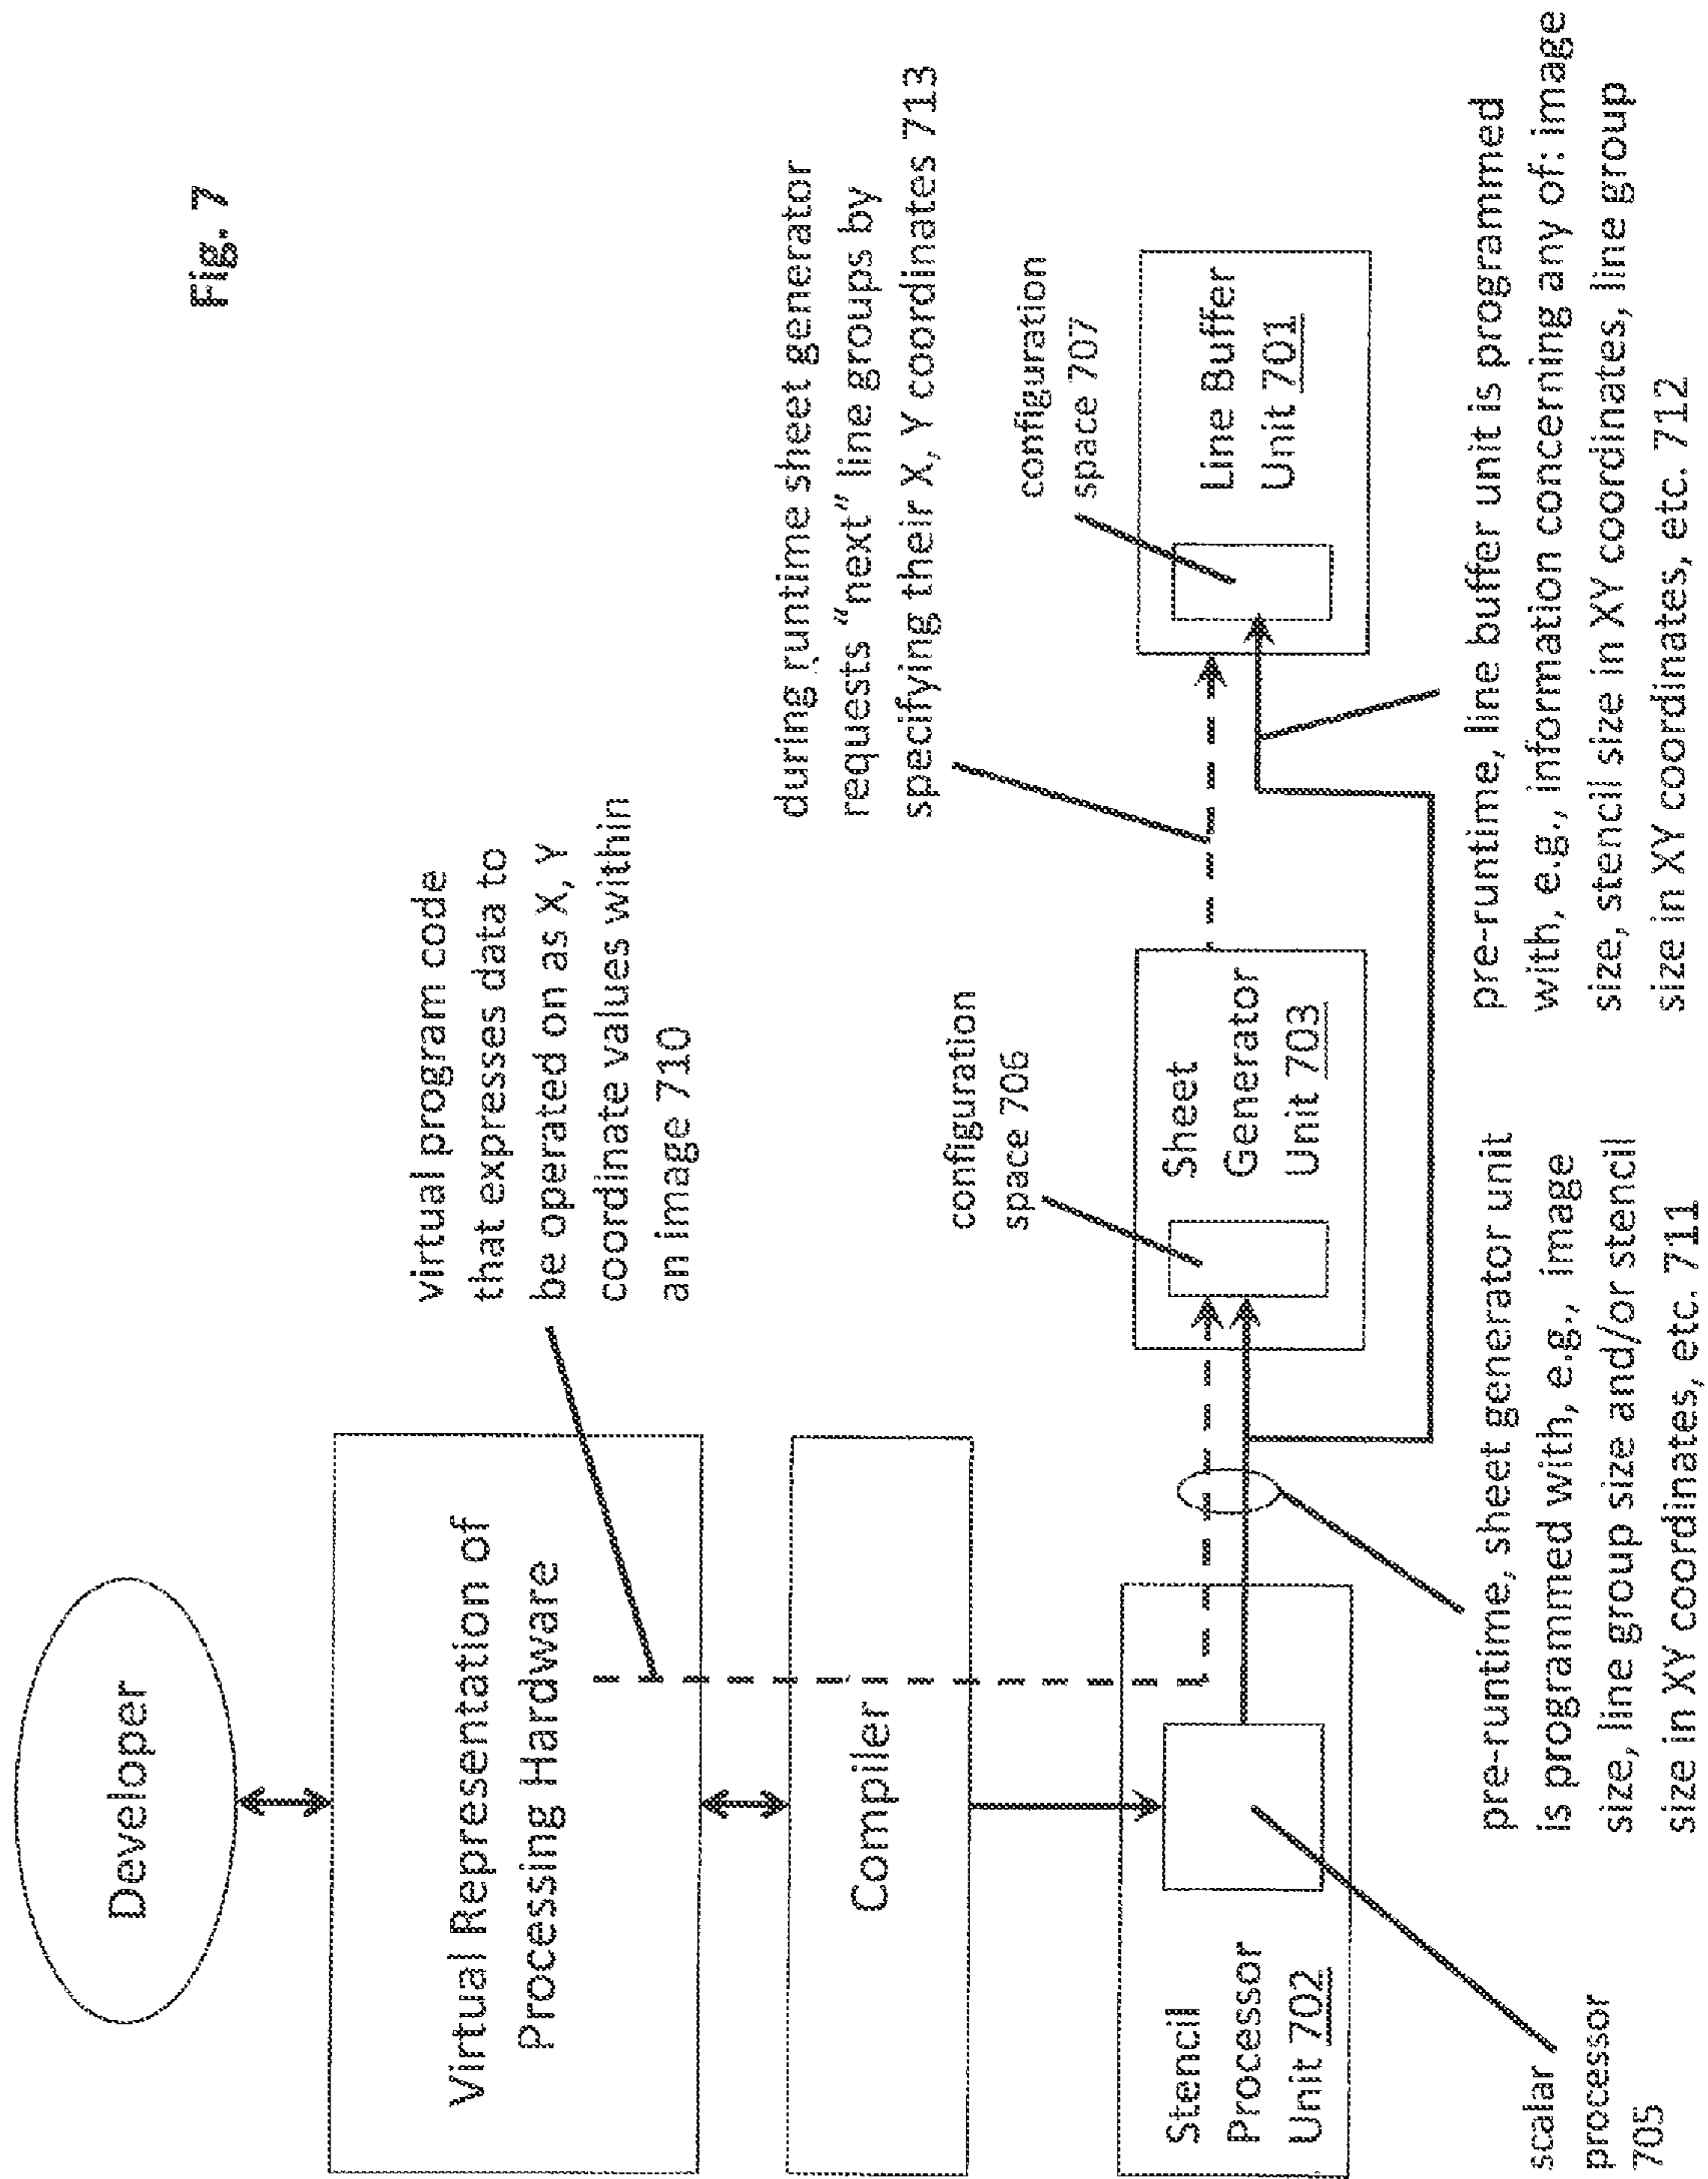 Fig. 7
Developer
Virtual Representation of
Processing Hardware
virtual program code
that expresses data to
be operated on as X, Y
coordinate values within
an image 710
Compiler
during runtime sheet generator
requests “next” line groups by
specifying their X, Y coordinates 713
Stencil
Processor
Unit 702
scalar
processor
705
configuration
space 706
Sheet
Generator
Unit 703
configuration
space 707
Line Buffer
Unit 701
pre-runtime, sheet generator unit
is programmed with, e.g., image
size, line group size and/or stencil
size in XY coordinates, etc. 711
pre-runtime, line buffer unit is programmed
with, e.g., information concerning any of: image
size, stencil size in XY coordinates, line group
size in XY coordinates, etc. 712